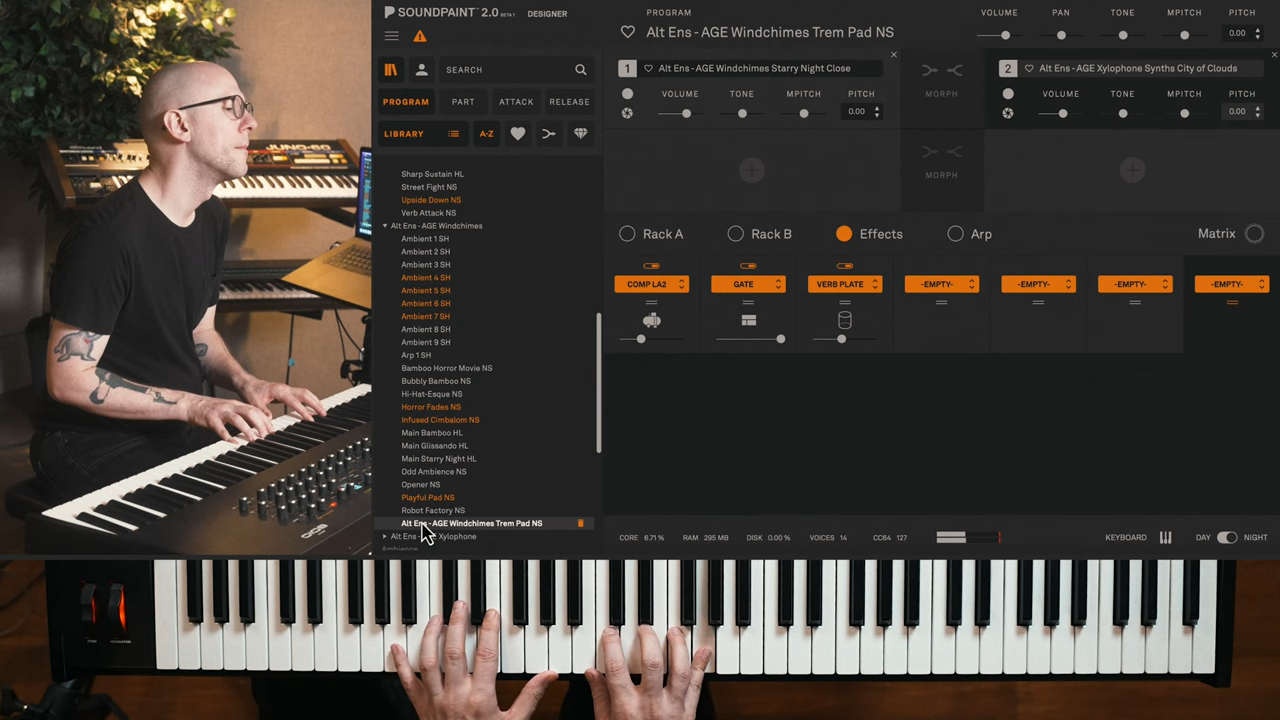 SOUNDPAINT 2.0 BETA 1 DESIGNER
PROGRAM
Alt Ens - AGE Windchimes Trem Pad NS
VOLUME PAN TONE MPITCH PITCH
0.00
SEARCH
PROGRAM PART ATTACK RELEASE
LIBRARY A-Z
1 Alt Ens - AGE Windchimes Starry Night Close
VOLUME TONE MPITCH PITCH
0.00
MORPH
MORPH
2 Alt Ens - AGE Xylophone Synths City of Clouds
VOLUME TONE MPITCH PITCH
0.00
Sharp Sustain HL
Street Fight NS
Upside Down NS
Verb Attack NS
Alt Ens - AGE Windchimes
Ambient 1 SH
Ambient 2 SH
Ambient 3 SH
Ambient 4 SH
Ambient 5 SH
Ambient 6 SH
Ambient 7 SH
Ambient 8 SH
Ambient 9 SH
Arp 1 SH
Bamboo Horror Movie NS
Bubbly Bamboo NS
Hi-Hat-Esque NS
Horror Fades NS
Infused Cimbalom NS
Main Bamboo HL
Main Glissando HL
Main Starry Night HL
Odd Ambience NS
Opener NS
Playful Pad NS
Robot Factory NS
Alt Ens - AGE Windchimes Trem Pad NS
Alt Ens - AGE Xylophone
Ambience
Rack A Rack B Effects Arp Matrix
COMP LA2 GATE VERB PLATE -EMPTY- -EMPTY- -EMPTY- -EMPTY-
CORE 6.71 % RAM 295 MB DISK 0.00 % VOICES 14 CC64 127
KEYBOARD DAY NIGHT
JUNO-60